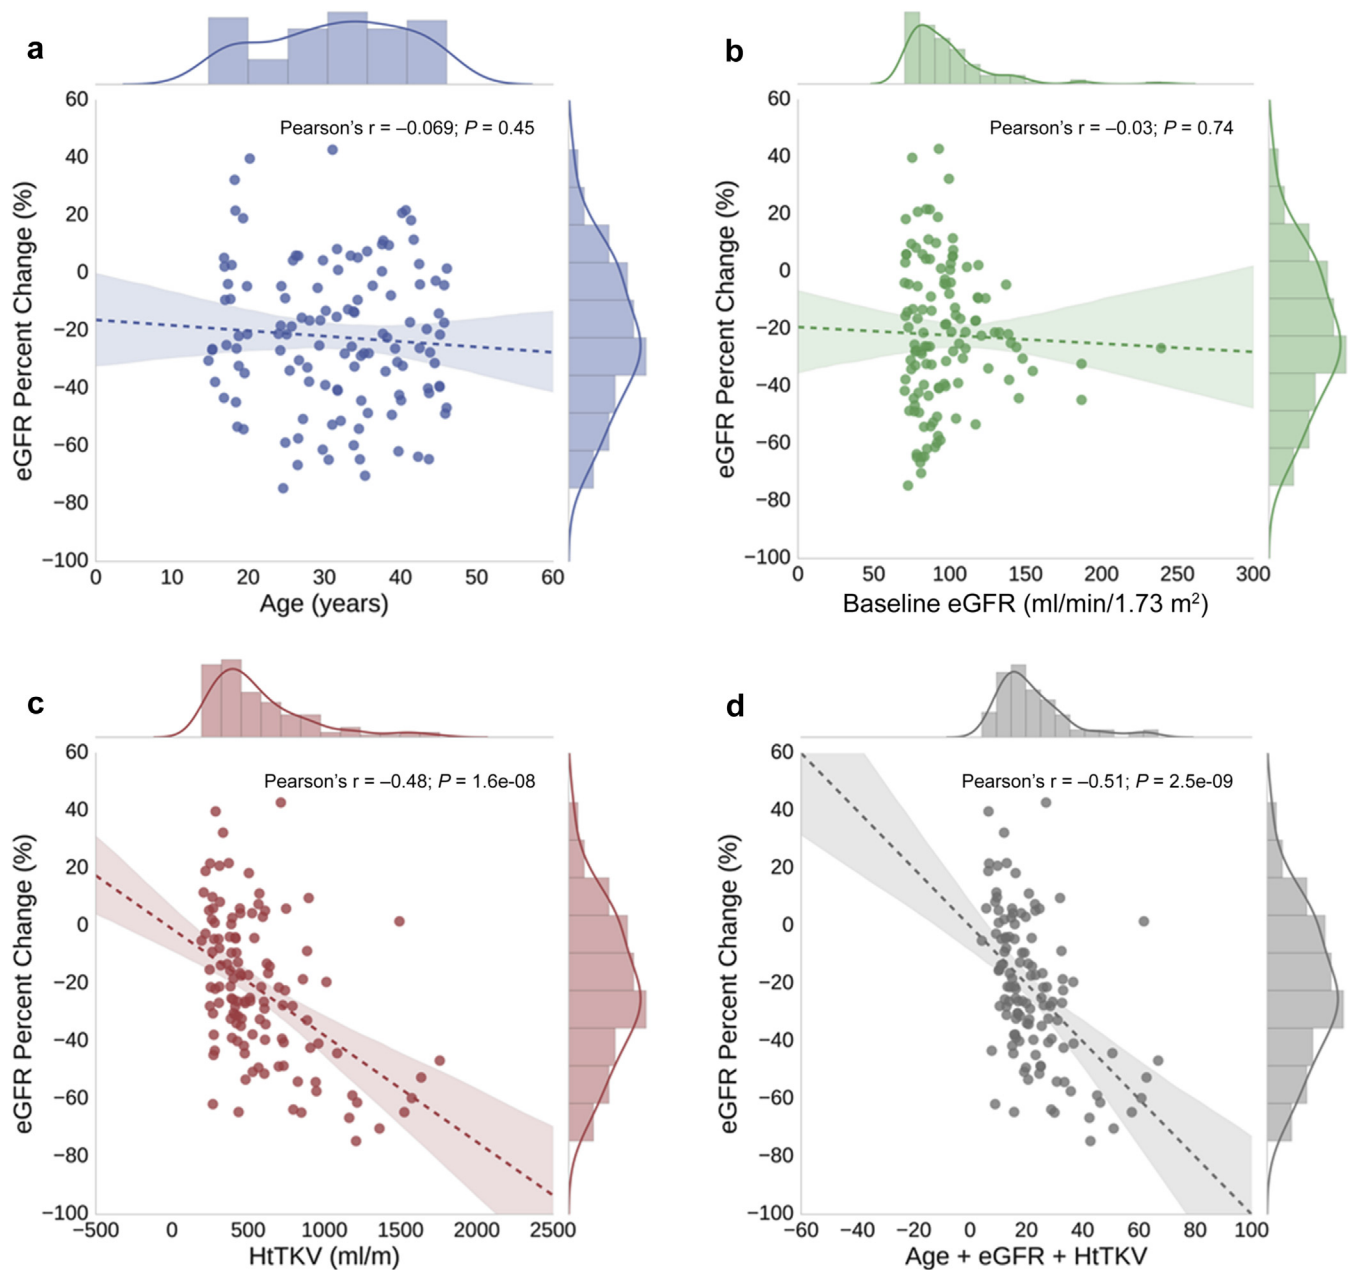 a
Pearson's r = –0.069; P = 0.45
60
40
20
0
−20
−40
−60
−80
−100
eGFR Percent Change (%)
0 10 20 30 40 50 60
Age (years)
b
Pearson's r = –0.03; P = 0.74
60
40
20
0
−20
−40
−60
−80
−100
eGFR Percent Change (%)
0 50 100 150 200 250 300
Baseline eGFR (ml/min/1.73 m²)
c
Pearson's r = –0.48; P = 1.6e-08
60
40
20
0
−20
−40
−60
−80
−100
eGFR Percent Change (%)
−500 0 500 1000 1500 2000 2500
HtTKV (ml/m)
d
Pearson's r = –0.51; P = 2.5e-09
60
40
20
0
−20
−40
−60
−80
−100
eGFR Percent Change (%)
−60 −40 −20 0 20 40 60 80 100
Age + eGFR + HtTKV